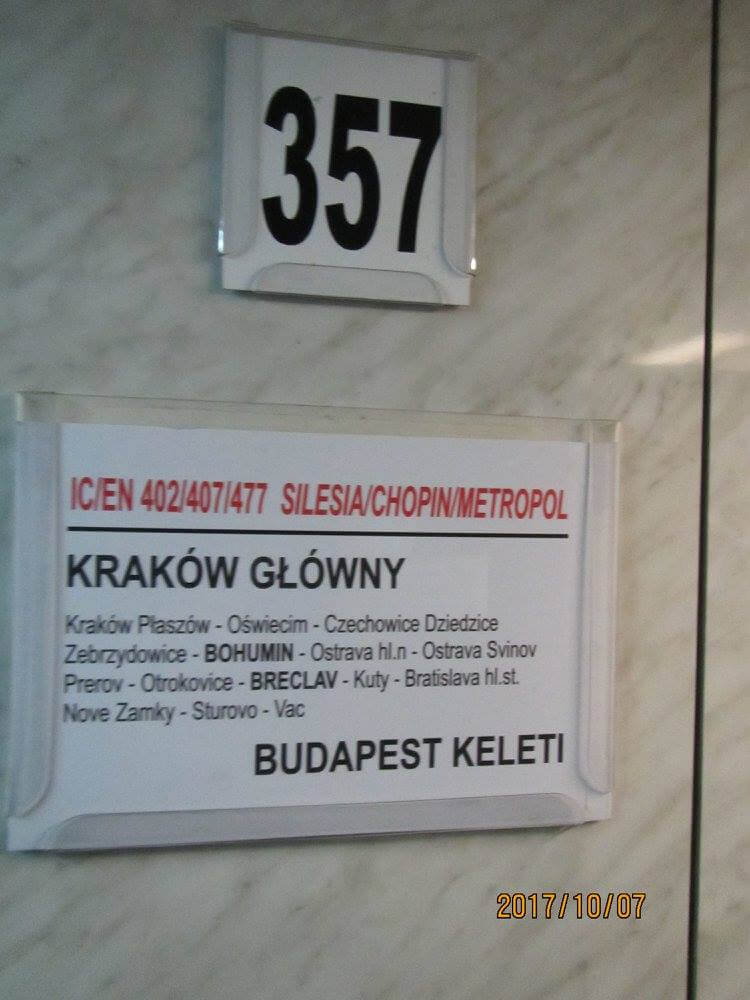 357
IC/EN 402/407/477 SILESIA/CHOPIN/METROPOL
KRAKÓW GŁÓWNY
Kraków Płaszów - Oświecim - Czechowice Dziedzice
Zebrzydowice - BOHUMIN - Ostrava hl.n - Ostrava Svinov
Prerov - Otrokovice - BRECLAV - Kuty - Bratislava hl.st.
Nove Zamky - Sturovo - Vac
BUDAPEST KELETI
2017/10/07